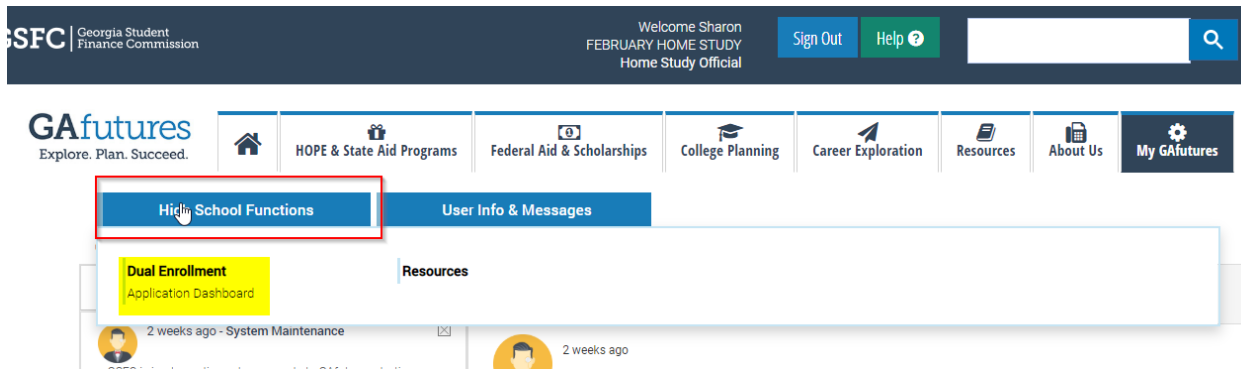 GSFC Georgia Student
Finance Commission
Welcome Sharon
FEBRUARY HOME STUDY
Home Study Official
Sign Out
Help ?
GAfutures
Explore. Plan. Succeed.
HOPE & State Aid Programs
Federal Aid & Scholarships
College Planning
Career Exploration
Resources
About Us
My GAfutures
High School Functions
User Info & Messages
Dual Enrollment
Resources
Application Dashboard
2 weeks ago - System Maintenance
2 weeks ago